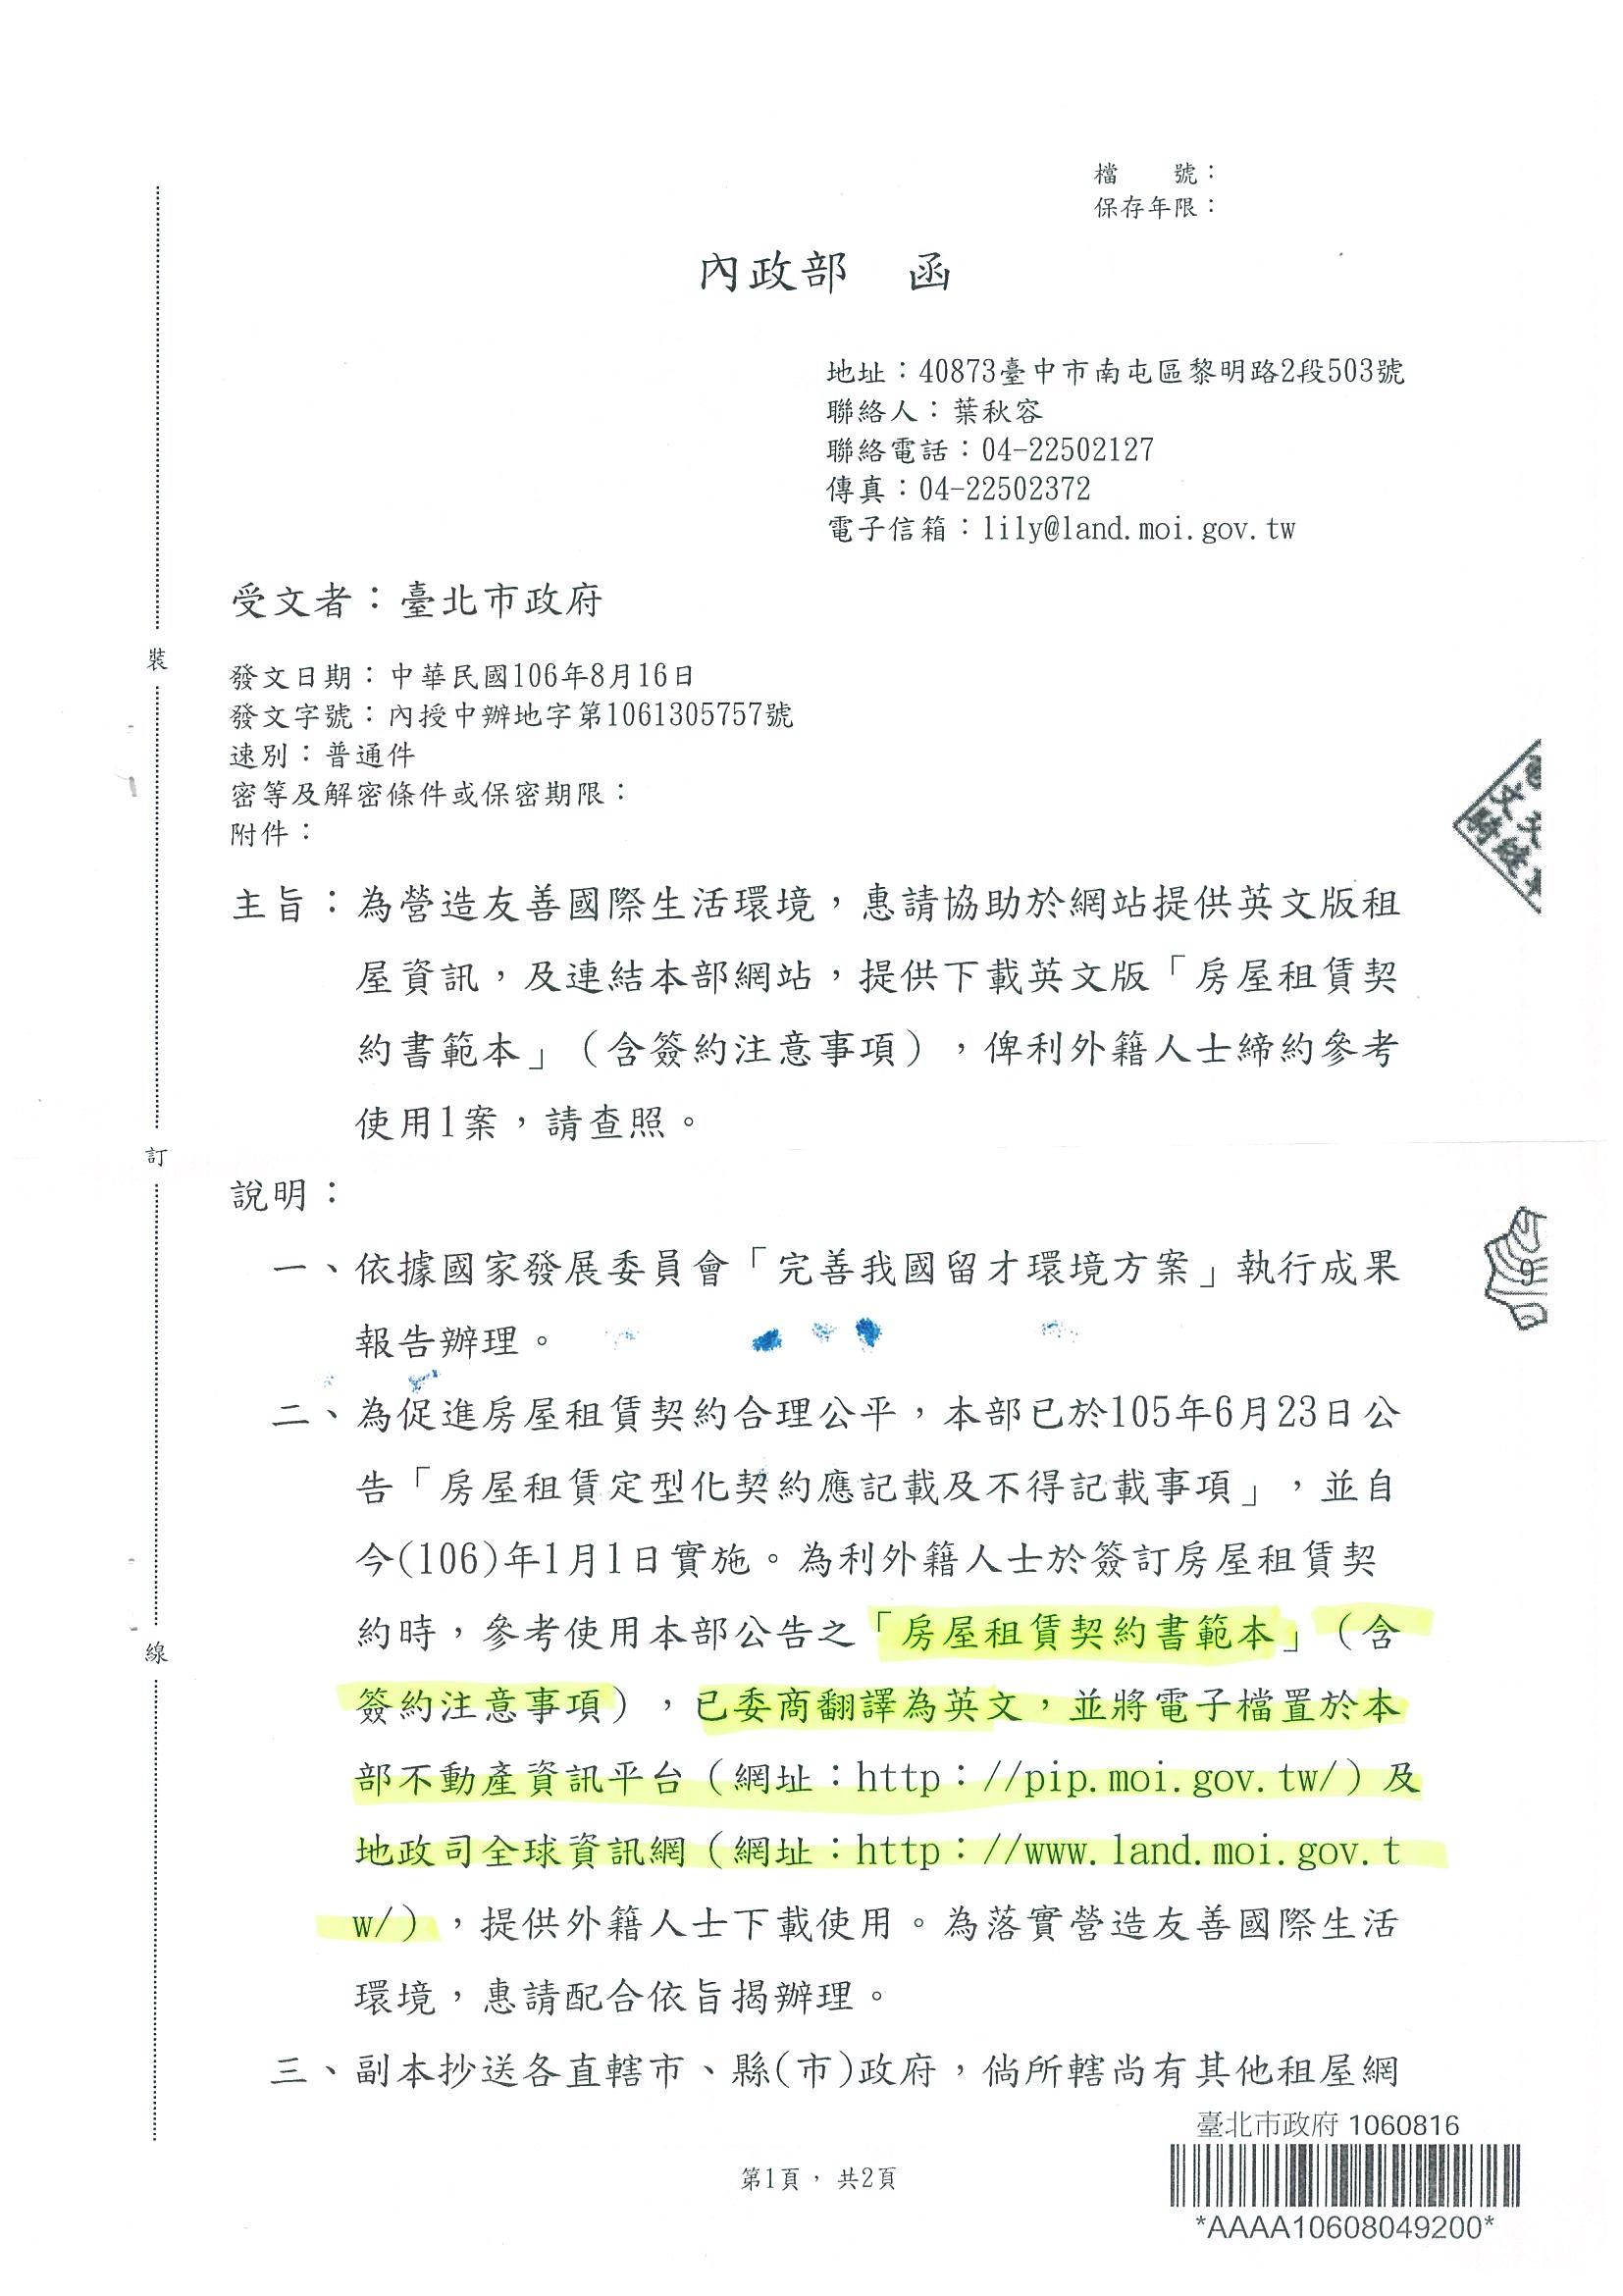 檔　　號：
保存年限：
內政部　函
地址：40873臺中市南屯區黎明路2段503號
聯絡人：葉秋容
聯絡電話：04-22502127
傳真：04-22502372
電子信箱：lily@land.moi.gov.tw
受文者：臺北市政府
發文日期：中華民國106年8月16日
發文字號：內授中辦地字第1061305757號
速別：普通件
密等及解密條件或保密期限：
附件：
主旨：為營造友善國際生活環境，惠請協助於網站提供英文版租
屋資訊，及連結本部網站，提供下載英文版「房屋租賃契
約書範本」（含簽約注意事項），俾利外籍人士締約參考
使用1案，請查照。
說明：
一、依據國家發展委員會「完善我國留才環境方案」執行成果
報告辦理。
二、為促進房屋租賃契約合理公平，本部已於105年6月23日公
告「房屋租賃定型化契約應記載及不得記載事項」，並自
今(106)年1月1日實施。為利外籍人士於簽訂房屋租賃契
約時，參考使用本部公告之「房屋租賃契約書範本」（含
簽約注意事項），已委商翻譯為英文，並將電子檔置於本
部不動產資訊平台（網址：http：//pip.moi.gov.tw/）及
地政司全球資訊網（網址：http：//www.land.moi.gov.t
w/），提供外籍人士下載使用。為落實營造友善國際生活
環境，惠請配合依旨揭辦理。
三、副本抄送各直轄市、縣(市)政府，倘所轄尚有其他租屋網
裝
訂
線
臺北市政府 1060816
第1頁，共2頁
*AAAA10608049200*